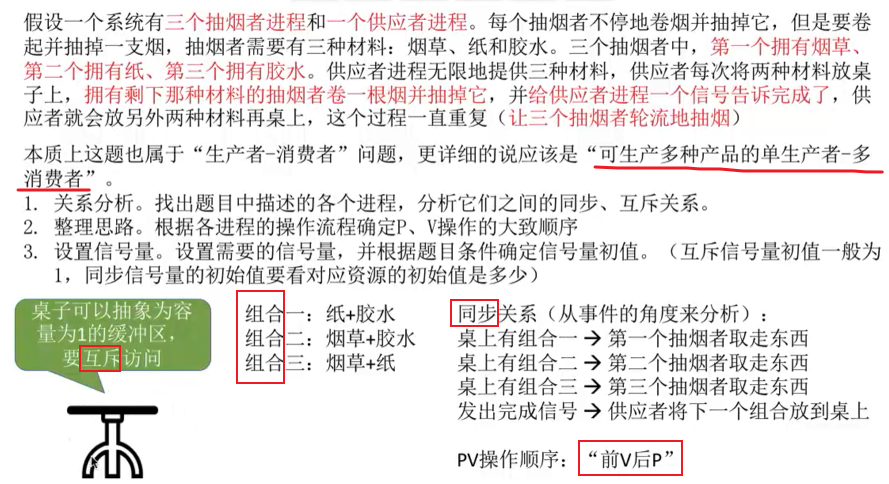 假设一个系统有三个抽烟者进程和一个供应者进程。每个抽烟者不停地卷烟并抽掉它，但是要卷
起并抽掉一支烟，抽烟者需要有三种材料：烟草、纸和胶水。三个抽烟者中，第一个拥有烟草、
第二个拥有纸、第三个拥有胶水。供应者进程无限地提供三种材料，供应者每次将两种材料放桌
子上，拥有剩下那种材料的抽烟者卷一根烟并抽掉它，并给供应者进程一个信号告诉完成了，供
应者就会放另外两种材料再桌上，这个过程一直重复（让三个抽烟者轮流地抽烟）
本质上这题也属于“生产者-消费者”问题，更详细的说应该是“可生产多种产品的单生产者-多
消费者”。
1. 关系分析。找出题目中描述的各个进程，分析它们之间的同步、互斥关系。
2. 整理思路。根据各进程的操作流程确定P、V操作的大致顺序
3. 设置信号量。设置需要的信号量，并根据题目条件确定信号量初值。（互斥信号量初值一般为
1，同步信号量的初始值要看对应资源的初始值是多少）
桌子可以抽象为容
量为1的缓冲区，
要互斥访问
组合一：纸+胶水
组合二：烟草+胶水
组合三：烟草+纸
同步关系（从事件的角度来分析）：
桌上有组合一 → 第一个抽烟者取走东西
桌上有组合二 → 第二个抽烟者取走东西
桌上有组合三 → 第三个抽烟者取走东西
发出完成信号 → 供应者将下一个组合放到桌上
PV操作顺序：“前V后P”